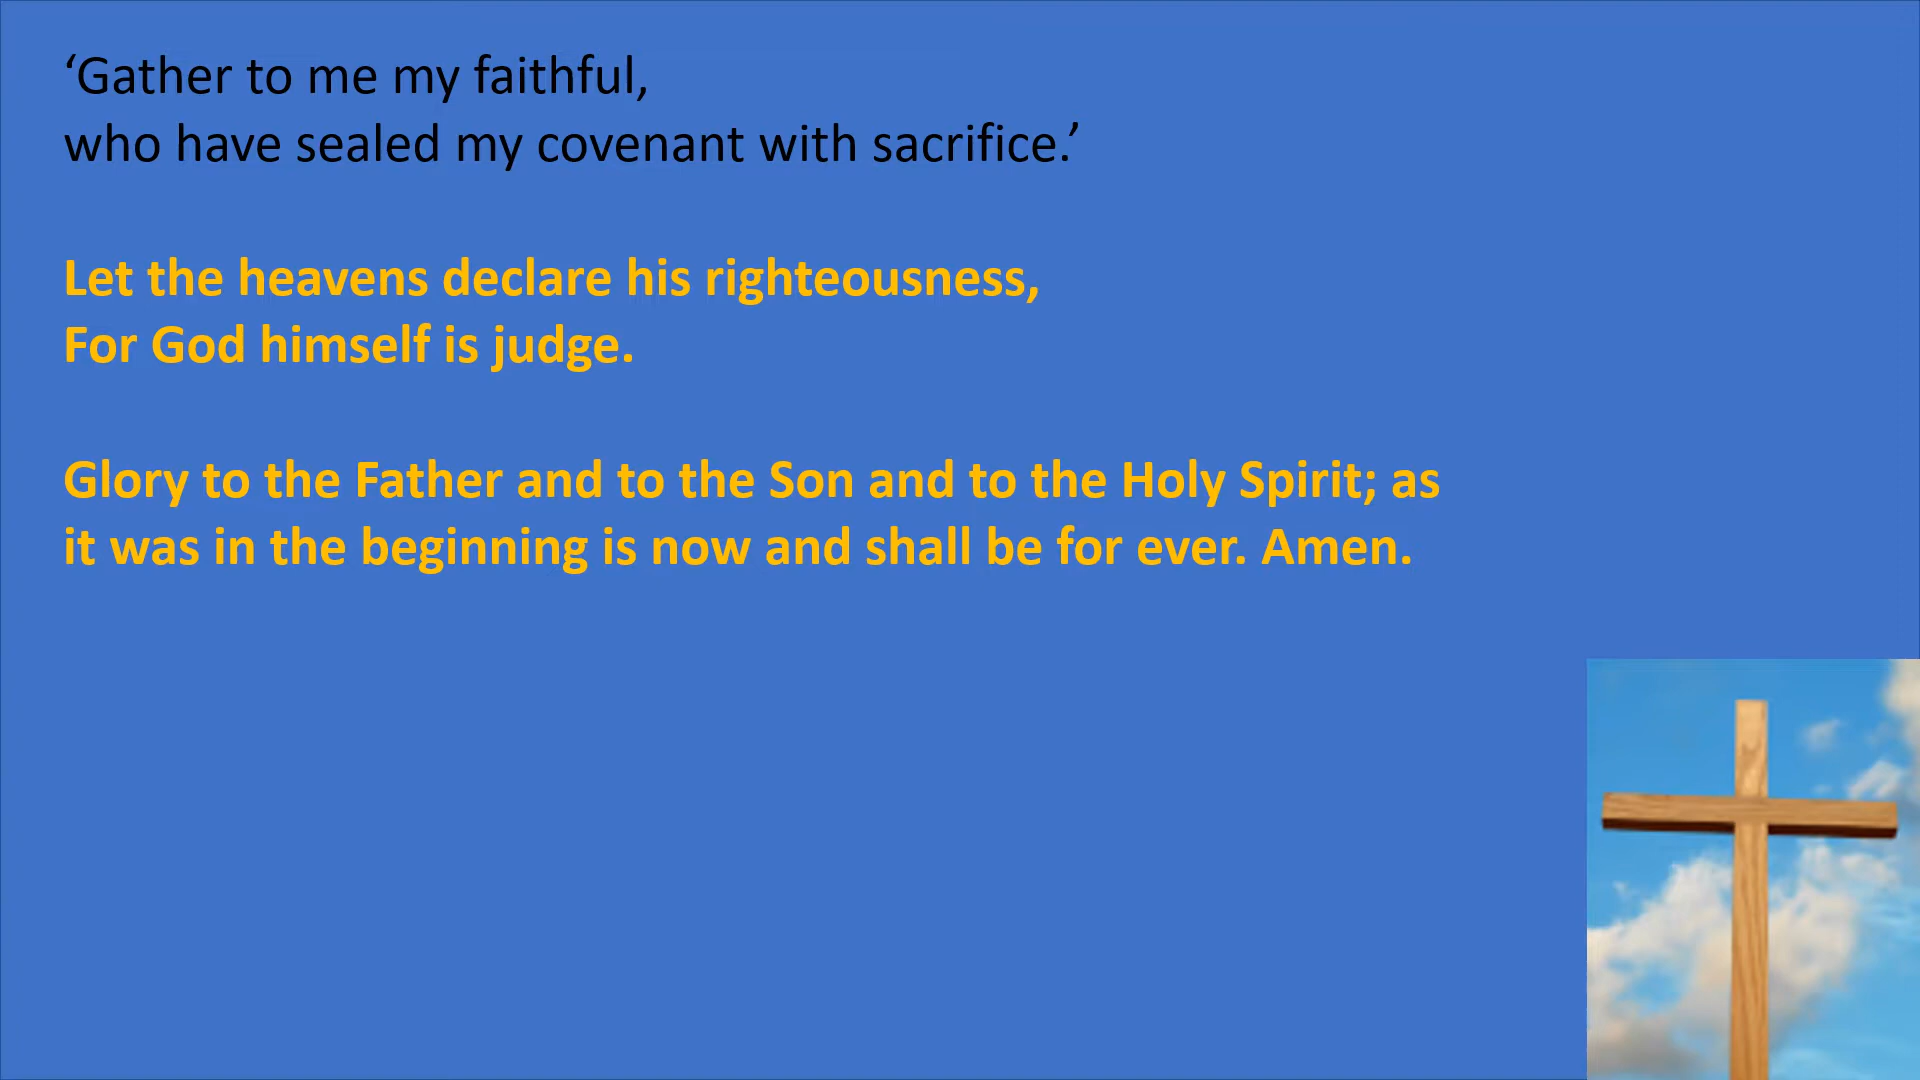 ‘Gather to me my faithful,
who have sealed my covenant with sacrifice.’
Let the heavens declare his righteousness,
For God himself is judge.
Glory to the Father and to the Son and to the Holy Spirit; as
it was in the beginning is now and shall be for ever. Amen.